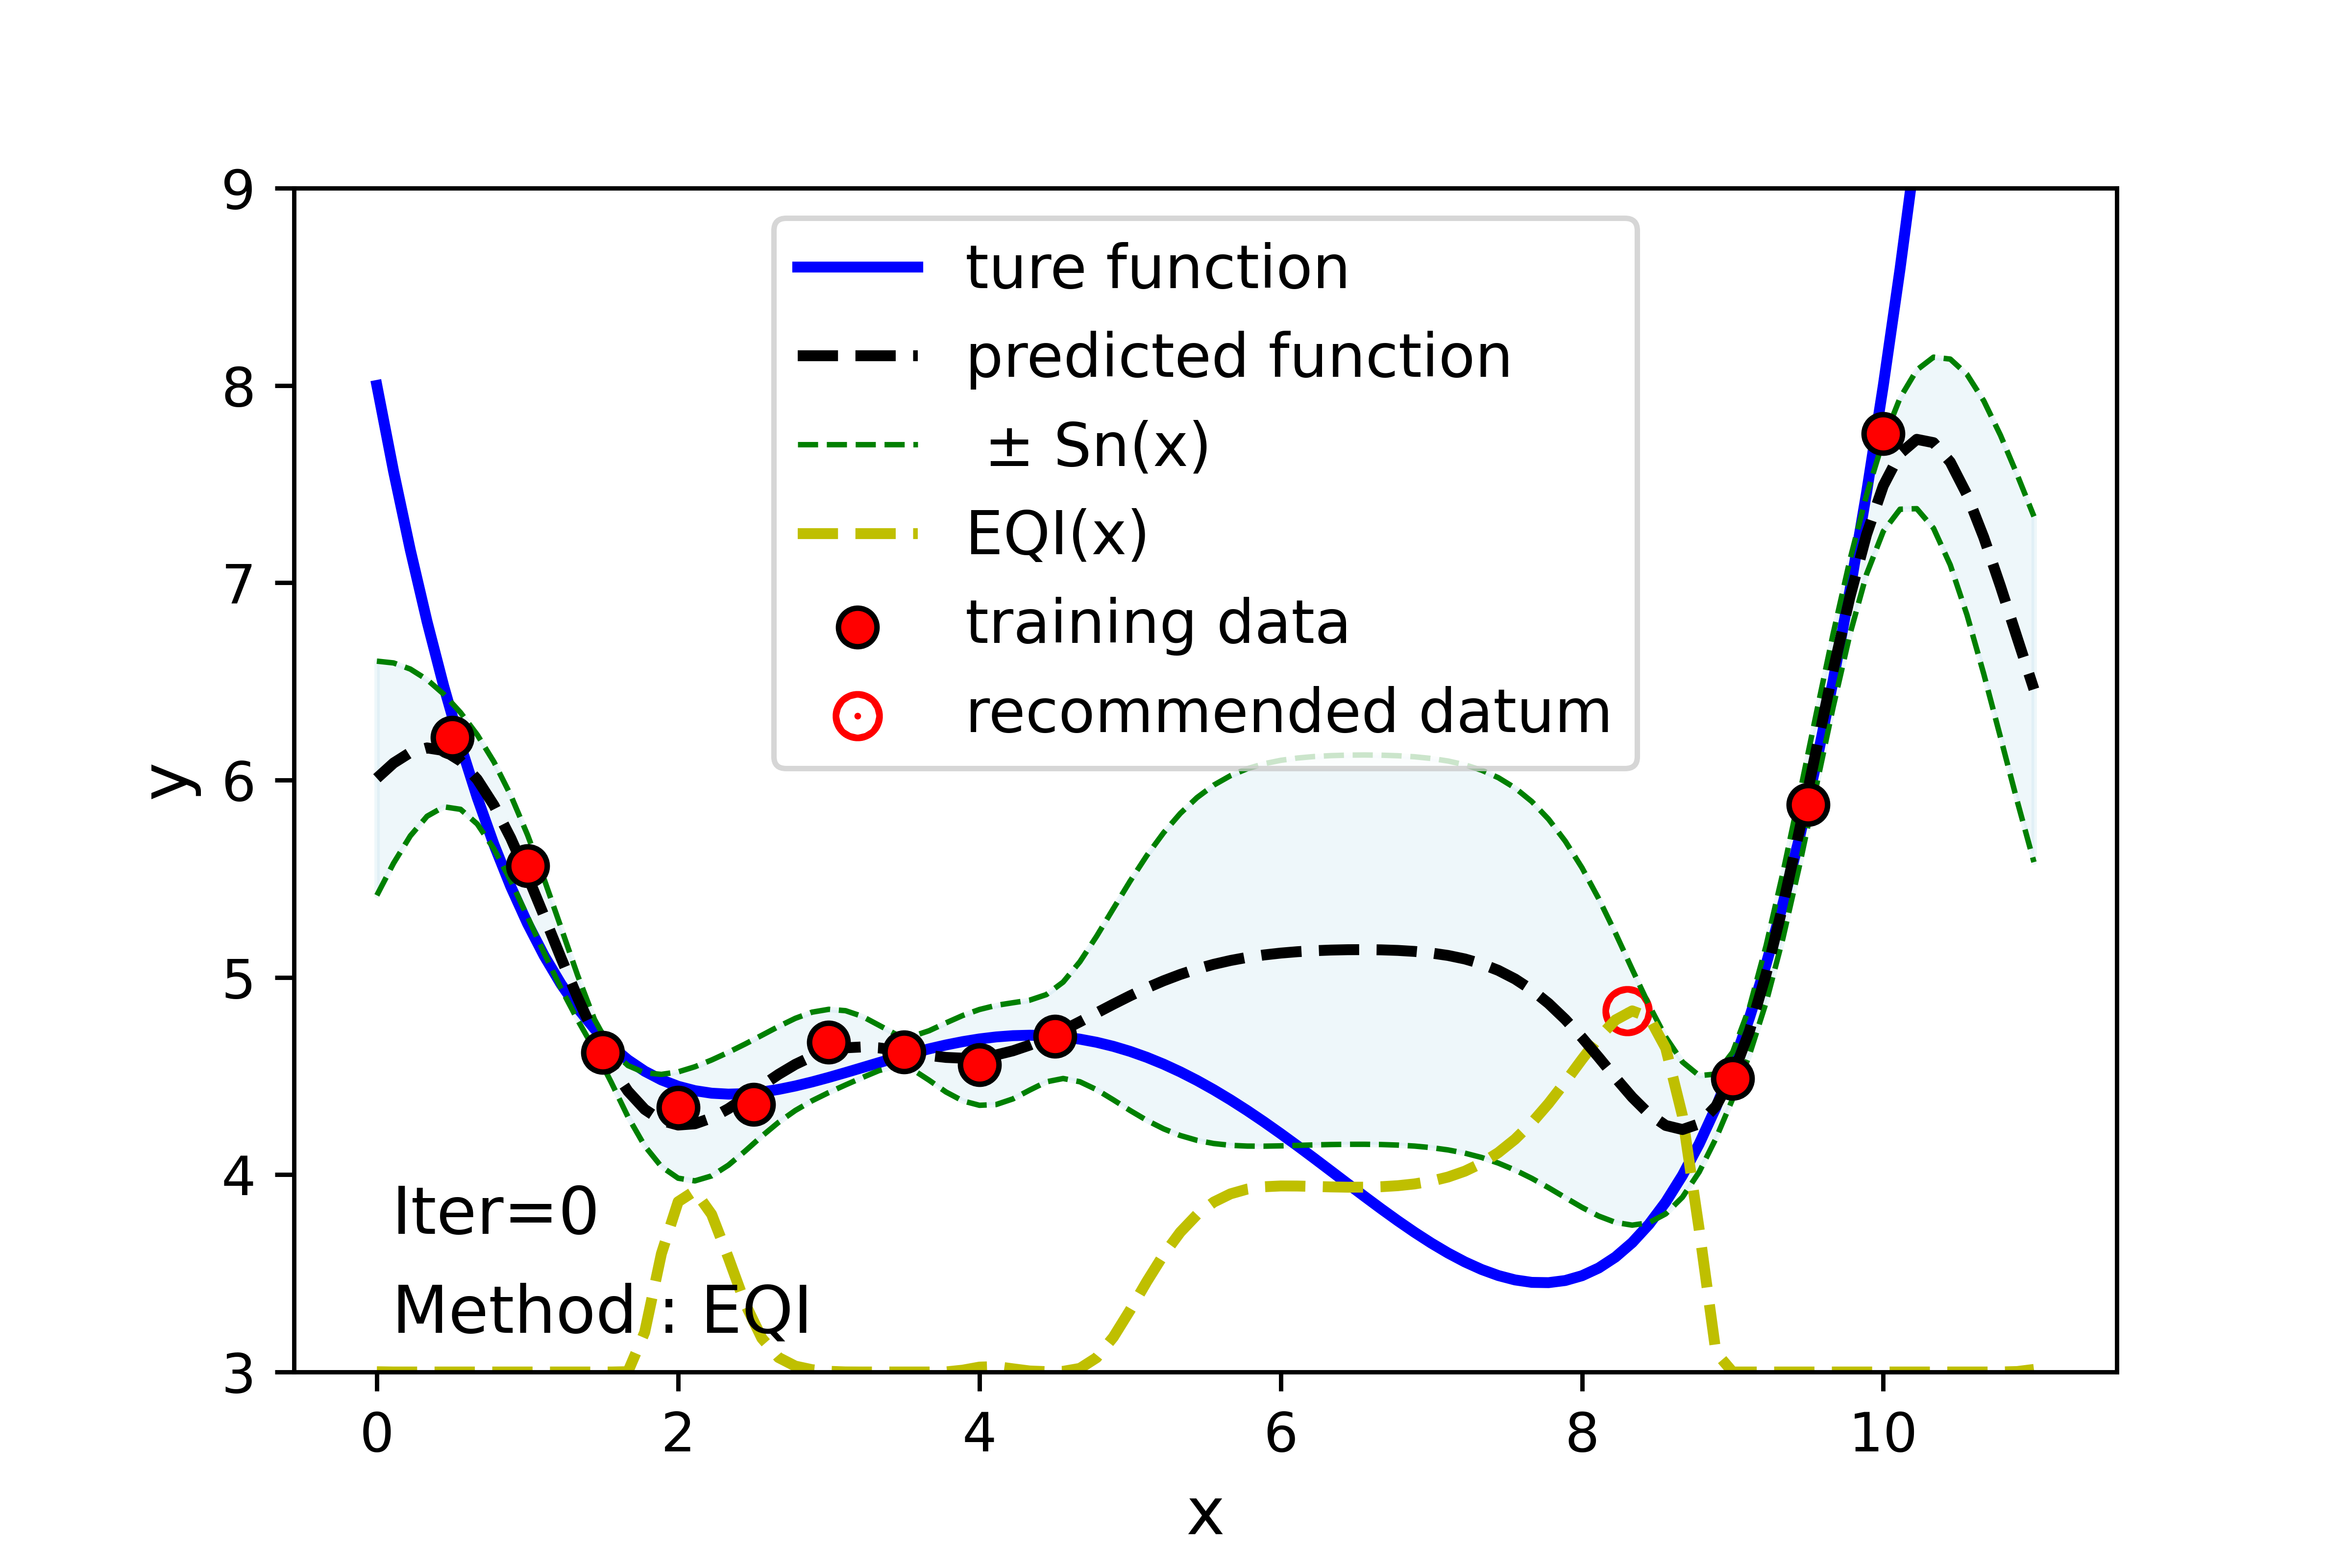 9
8
7
6
5
4
3
y
ture function
predicted function
± Sn(x)
EQI(x)
training data
recommended datum
Iter=0
Method : EQI
0 2 4 6 8 10
x